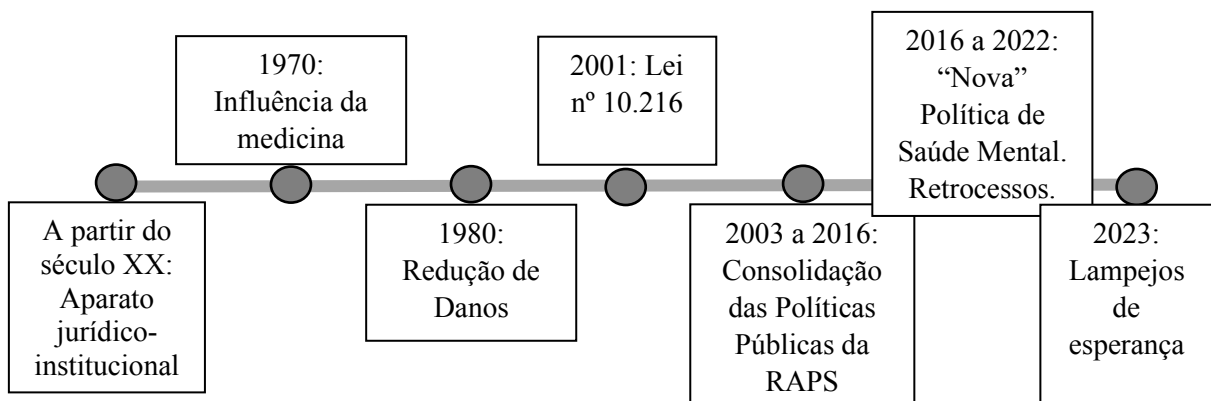 A partir do
século XX:
Aparato
jurídico-
institucional
1970:
Influência da
medicina
1980:
Redução de
Danos
2001: Lei
nº 10.216
2003 a 2016:
Consolidação
das Políticas
Públicas da
RAPS
2016 a 2022:
“Nova”
Política de
Saúde Mental.
Retrocessos.
2023:
Lampejos
de
esperança